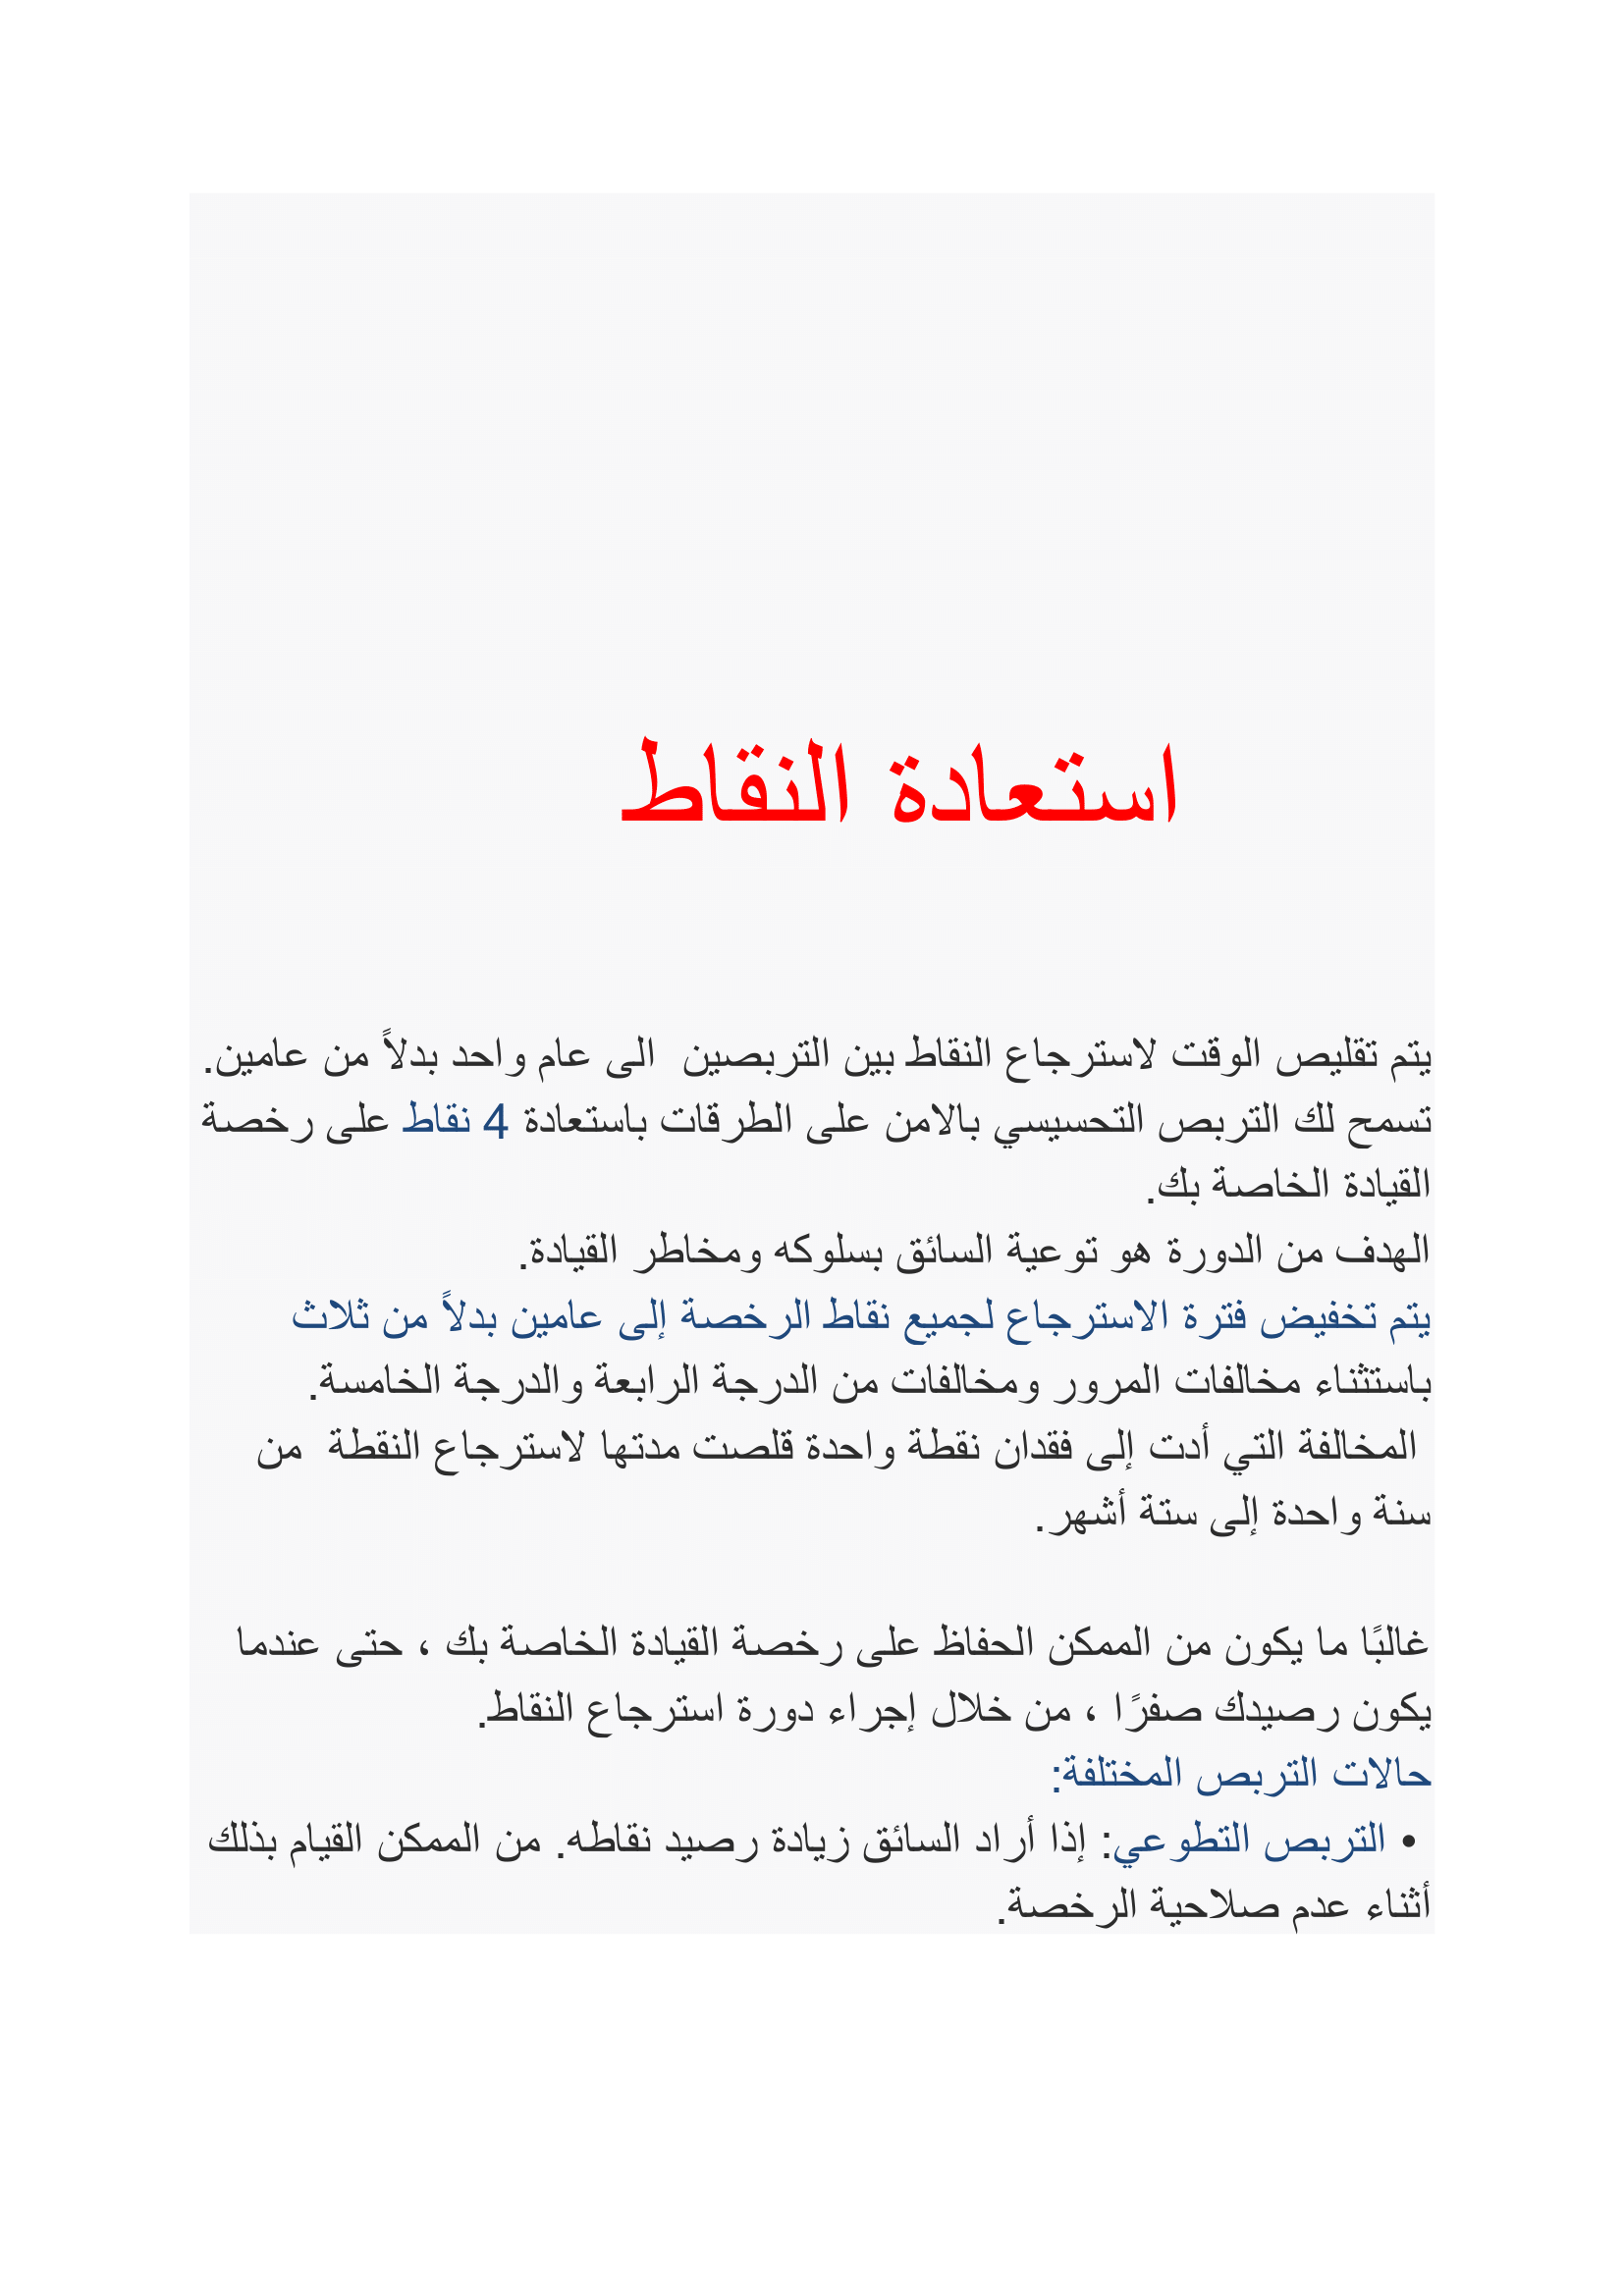 استعادة النقاط
يتم تقليص الوقت لاسترجاع النقاط بين التربصين  الى عام واحد بدلاً من عامين.
تسمح لك التربص التحسيسي بالامن على الطرقات باستعادة 4 نقاط على رخصة
القيادة الخاصة بك.
الهدف من الدورة هو توعية السائق بسلوكه ومخاطر القيادة.
يتم تخفيض فترة الاسترجاع لجميع نقاط الرخصة إلى عامين بدلاً من ثلاث
باستثناء مخالفات المرور ومخالفات من الدرجة الرابعة والدرجة الخامسة.
المخالفة التي أدت إلى فقدان نقطة واحدة قلصت مدتها لاسترجاع النقطة  من
سنة واحدة إلى ستة أشهر.
غالبًا ما يكون من الممكن الحفاظ على رخصة القيادة الخاصة بك ، حتى عندما
يكون رصيدك صفرًا ، من خلال إجراء دورة استرجاع النقاط.
حالات التربص المختلفة:
• التربص التطوعي: إذا أراد السائق زيادة رصيد نقاطه. من الممكن القيام بذلك
أثناء عدم صلاحية الرخصة.